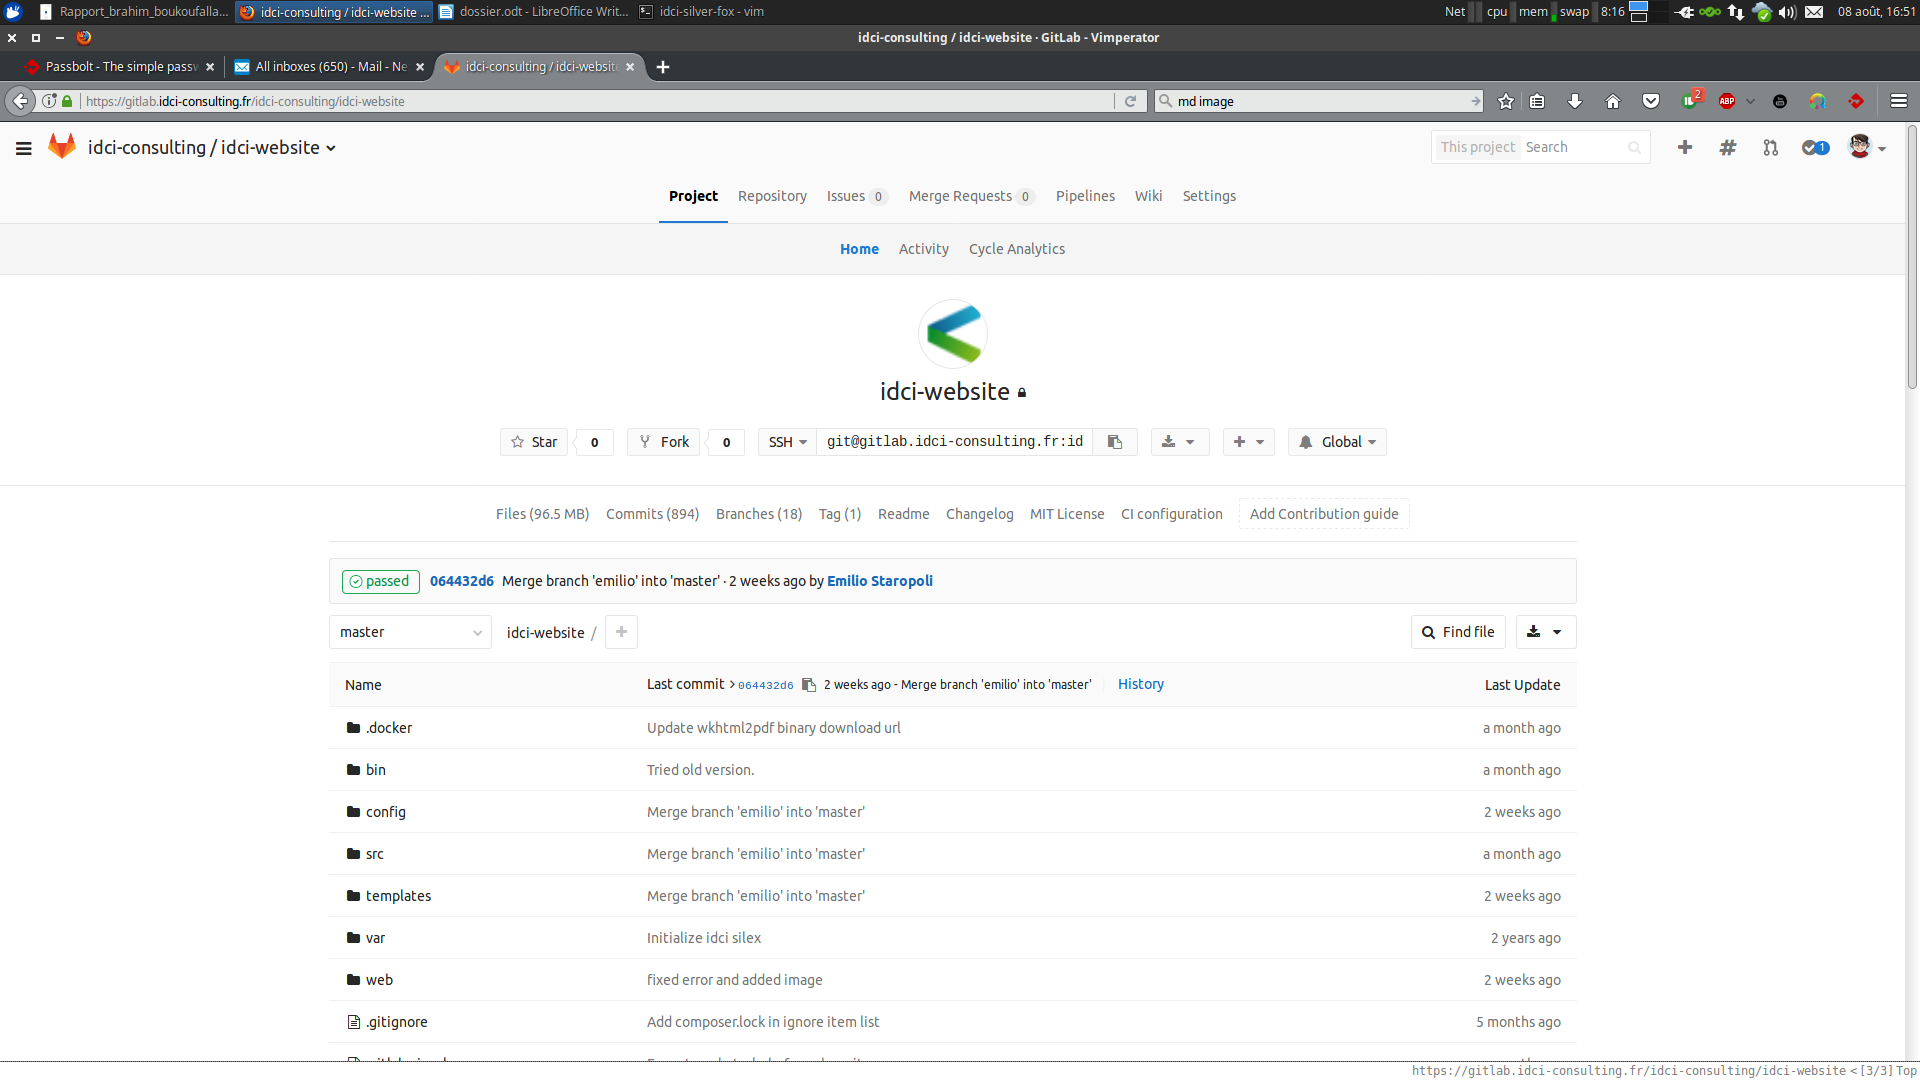 Rapport_brahim_boukoufalla... idci-consulting / idci-website ... dossier.odt - LibreOffice Writ... idci-silver-fox - vim Net cpu mem swap 8:16 08 août, 16:51
idci-consulting / idci-website · GitLab - Vimperator
Passbolt - The simple passw All inboxes (650) - Mail - Ne idci-consulting / idci-website
https://gitlab.idci-consulting.fr/idci-consulting/idci-website md image 2 ABP
idci-consulting / idci-website This project Search 1
Project Repository Issues 0 Merge Requests 0 Pipelines Wiki Settings
Home Activity Cycle Analytics
idci-website
Star 0 Fork 0 SSH git@gitlab.idci-consulting.fr:id Global
Files (96.5 MB) Commits (894) Branches (18) Tag (1) Readme Changelog MIT License CI configuration Add Contribution guide
passed 064432d6 Merge branch 'emilio' into 'master' · 2 weeks ago by Emilio Staropoli
master idci-website / + Find file
Name Last commit > 064432d6 2 weeks ago - Merge branch 'emilio' into 'master' History Last Update
.docker Update wkhtml2pdf binary download url a month ago
bin Tried old version. a month ago
config Merge branch 'emilio' into 'master' 2 weeks ago
src Merge branch 'emilio' into 'master' a month ago
templates Merge branch 'emilio' into 'master' 2 weeks ago
var Initialize idci silex 2 years ago
web fixed error and added image 2 weeks ago
.gitignore Add composer.lock in ignore item list 5 months ago
https://gitlab.idci-consulting.fr/idci-consulting/idci-website < [3/3] Top